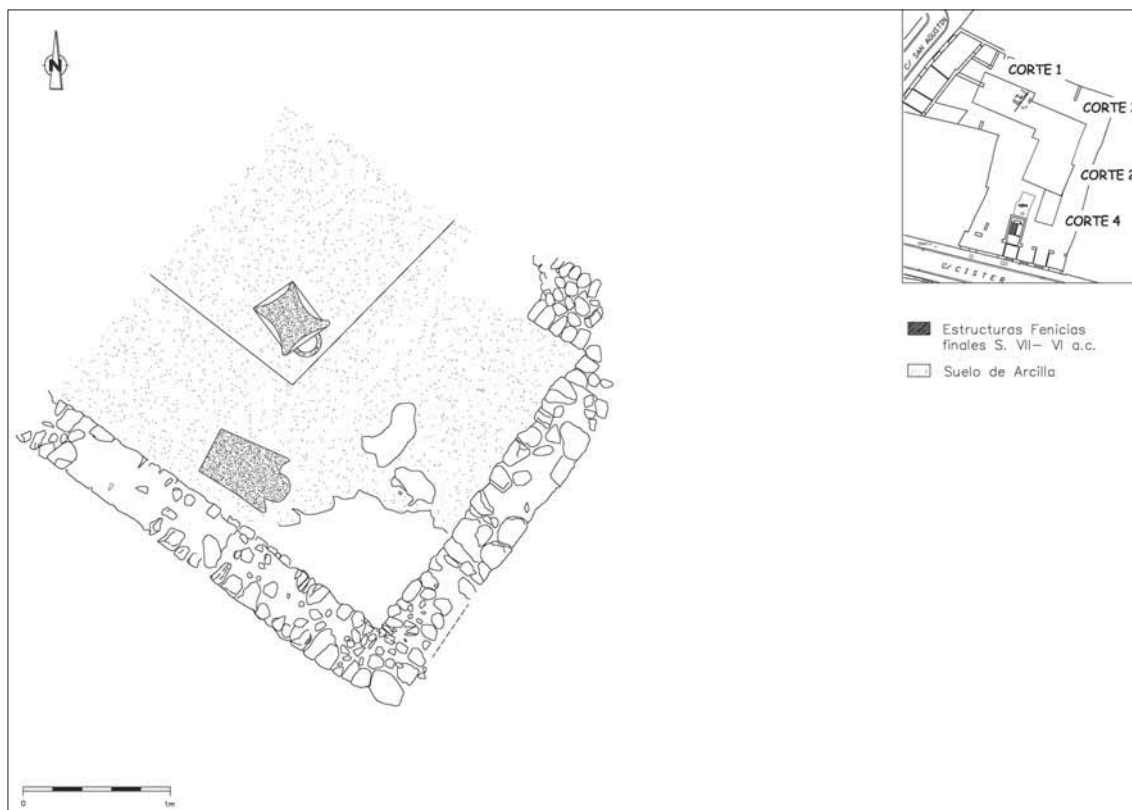 N
C/ SAN AGUSTIN
CORTE 1
CORTE 2
CORTE 4
C/ CISTER
Estructuras Fenicias
finales S. VII- VI a.c.
Suelo de Arcilla
0 1m